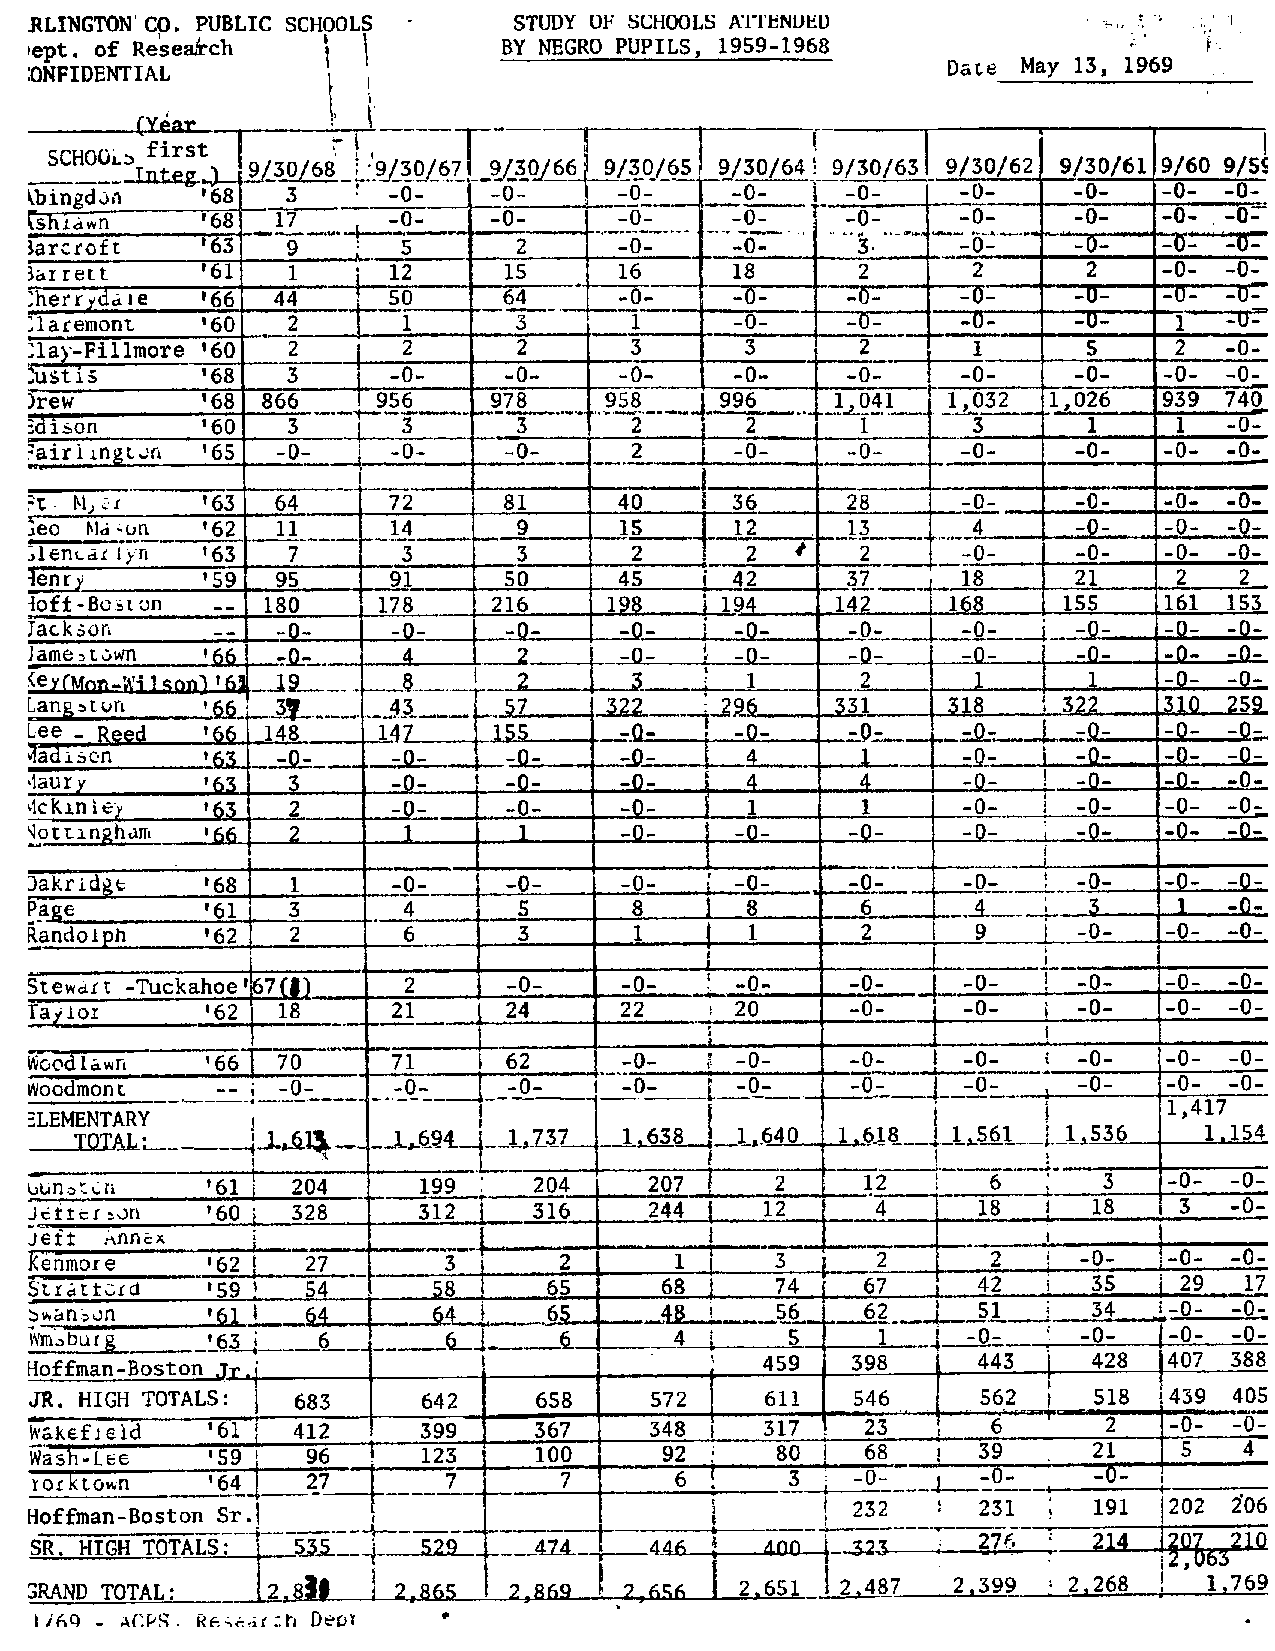 RLINGTON CO. PUBLIC SCHOOLS STUDY OF SCHOOLS ATTENDED
ept. of Research BY NEGRO PUPILS, 1959-1968
ONFIDENTIAL Date May 13, 1969
(Year
SCHOOLS first
Integ.) 9/30/68 9/30/67 9/30/66 9/30/65 9/30/64 9/30/63 9/30/62 9/30/61 9/60 9/59
Abingdon '68 3 -0- -0- -0- -0- -0- -0- -0- -0- -0-
Ashlawn '68 17 -0- -0- -0- -0- -0- -0- -0- -0- -0-
Barcroft '63 9 5 2 -0- -0- 3 -0- -0- -0- -0-
Barrett '61 1 12 15 16 18 2 2 2 -0- -0-
Cherrydale '66 44 50 64 -0- -0- -0- -0- -0- -0- -0-
Claremont '60 2 1 3 1 -0- -0- -0- -0- 1 -0-
Clay-Fillmore '60 2 2 2 3 3 2 1 5 2 -0-
Custis '68 3 -0- -0- -0- -0- -0- -0- -0- -0- -0-
Drew '68 866 956 978 958 996 1,041 1,032 1,026 939 740
Edison '60 3 3 3 2 2 1 3 1 1 -0-
Fairlington '65 -0- -0- -0- 2 -0- -0- -0- -0- -0- -0-
Ft. Myer '63 64 72 81 40 36 28 -0- -0- -0- -0-
Geo Mason '62 11 14 9 15 12 13 4 -0- -0- -0-
Glencarlyn '63 7 3 3 2 2 2 -0- -0- -0- -0-
Henry '59 95 91 50 45 42 37 18 21 2 2
Hoff-Boston -- 180 178 216 198 194 142 168 155 161 153
Jackson -- -0- -0- -0- -0- -0- -0- -0- -0- -0- -0-
Jamestown '66 -0- 4 2 -0- -0- -0- -0- -0- -0- -0-
Key(Mon-Wilson) '61 19 8 2 3 1 2 1 1 -0- -0-
Langston '66 37 43 57 322 296 331 318 322 310 259
Lee - Reed '66 148 147 155 -0- -0- -0- -0- -0- -0- -0-
Madison '63 -0- -0- -0- -0- 4 1 -0- -0- -0- -0-
Maury '63 3 -0- -0- -0- 4 4 -0- -0- -0- -0-
McKinley '63 2 -0- -0- -0- 1 1 -0- -0- -0- -0-
Nottingham '66 2 1 1 -0- -0- -0- -0- -0- -0- -0-
Oakridge '68 1 -0- -0- -0- -0- -0- -0- -0- -0- -0-
Page '61 3 4 5 8 8 6 4 3 1 -0-
Randolph '62 2 6 3 1 1 2 9 -0- -0- -0-
Stewart -Tuckahoe '67 2 -0- -0- -0- -0- -0- -0- -0- -0-
Taylor '62 18 21 24 22 20 -0- -0- -0- -0- -0-
Woodlawn '66 70 71 62 -0- -0- -0- -0- -0- -0- -0-
Woodmont -- -0- -0- -0- -0- -0- -0- -0- -0- -0- -0-
ELEMENTARY 1,417
TOTAL: 1,613 1,694 1,737 1,638 1,640 1,618 1,561 1,536 1,154
Gunston '61 204 199 204 207 2 12 6 3 -0- -0-
Jefferson '60 328 312 316 244 12 4 18 18 3 -0-
Jeff Annex
Kenmore '62 27 3 2 1 3 2 2 -0- -0- -0-
Stratford '59 54 58 65 68 74 67 42 35 29 17
Swanson '61 64 64 65 48 56 62 51 34 -0- -0-
Wmsburg '63 6 6 6 4 5 1 -0- -0- -0- -0-
Hoffman-Boston Jr. 459 398 443 428 407 388
JR. HIGH TOTALS: 683 642 658 572 611 546 562 518 439 405
Wakefield '61 412 399 367 348 317 23 6 2 -0- -0-
Wash-Lee '59 96 123 100 92 80 68 39 21 5 4
Yorktown '64 27 7 7 6 3 -0- -0- -0-
Hoffman-Boston Sr. 232 231 191 202 206
SR. HIGH TOTALS: 535 529 474 446 400 323 276 214 207 210
2,063
GRAND TOTAL: 2,865 2,869 2,656 2,651 2,487 2,399 2,268 1,769
1/69 - ACPS. Research Dept